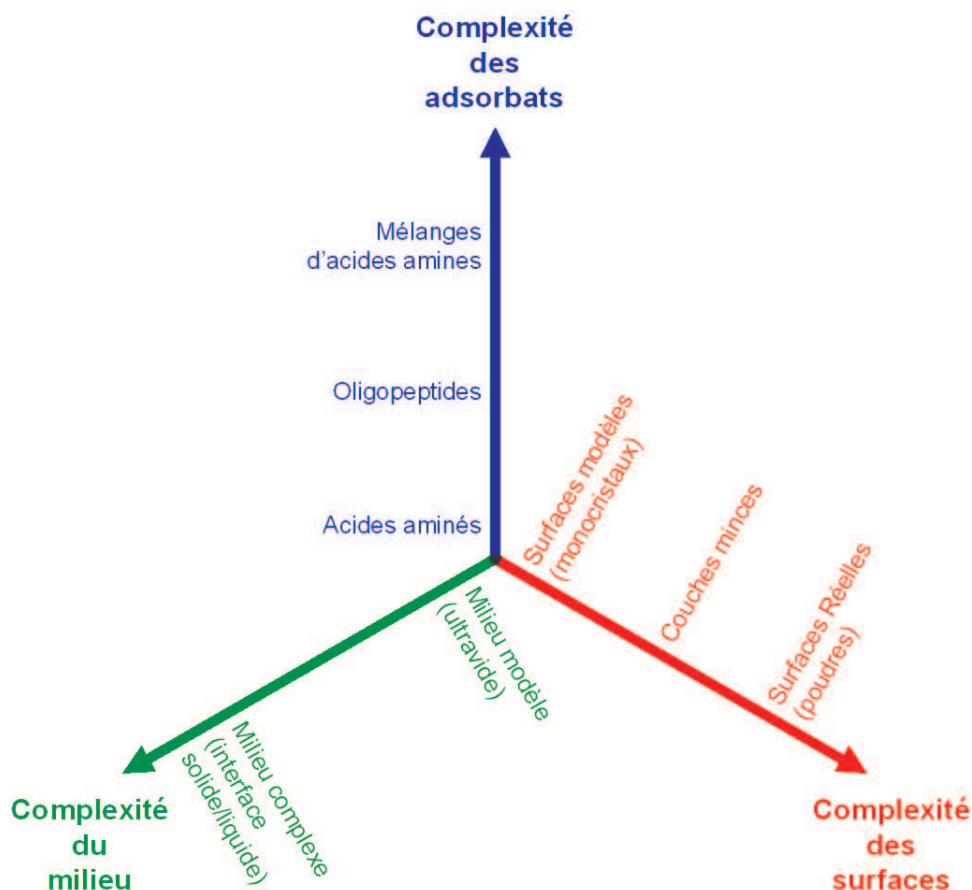 Complexité
des
adsorbats
Mélanges
d'acides amines
Oligopeptides
Acides aminés
Surfaces modèles
(monocristaux)
Couches minces
Surfaces Réelles
(poudres)
Milieu modèle
(ultravide)
Milieu complexe
(interface
solide/liquide)
Complexité
du
milieu
Complexité
des
surfaces